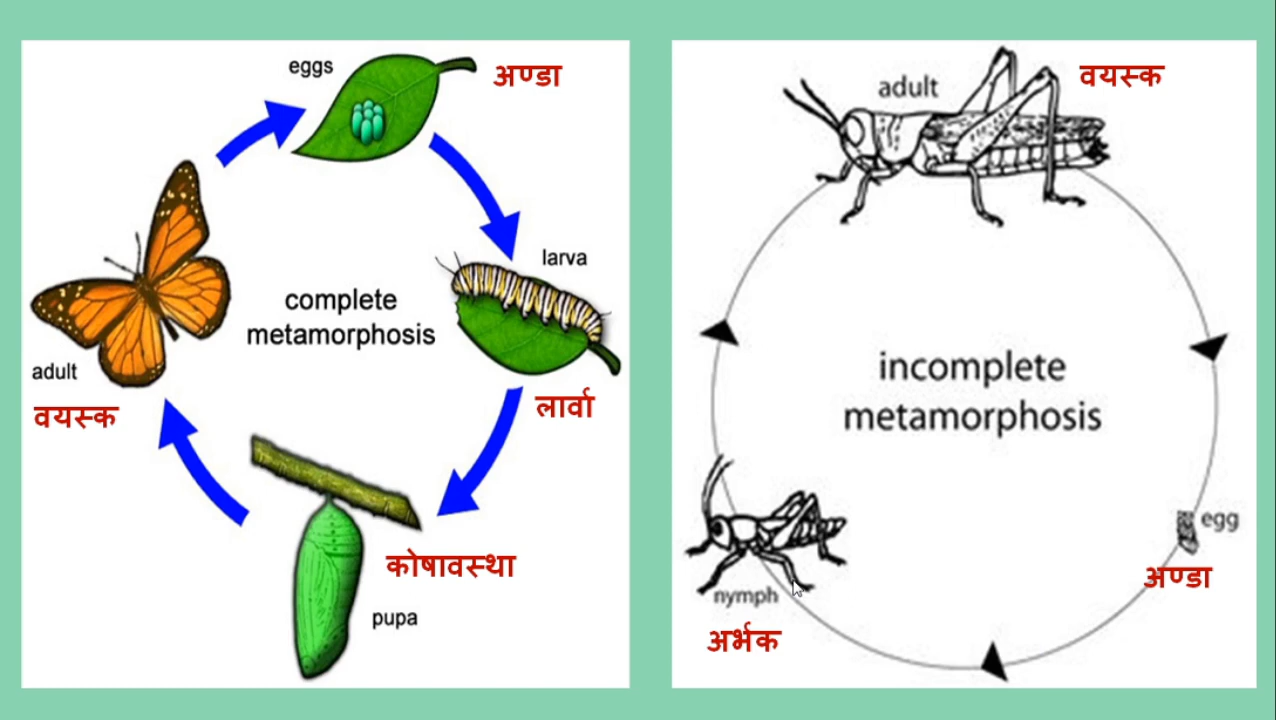 eggs
अण्डा
larva
लार्वा
complete
metamorphosis
adult
वयस्क
कोषावस्था
pupa
adult
वयस्क
incomplete
metamorphosis
egg
अण्डा
nymph
अर्भक